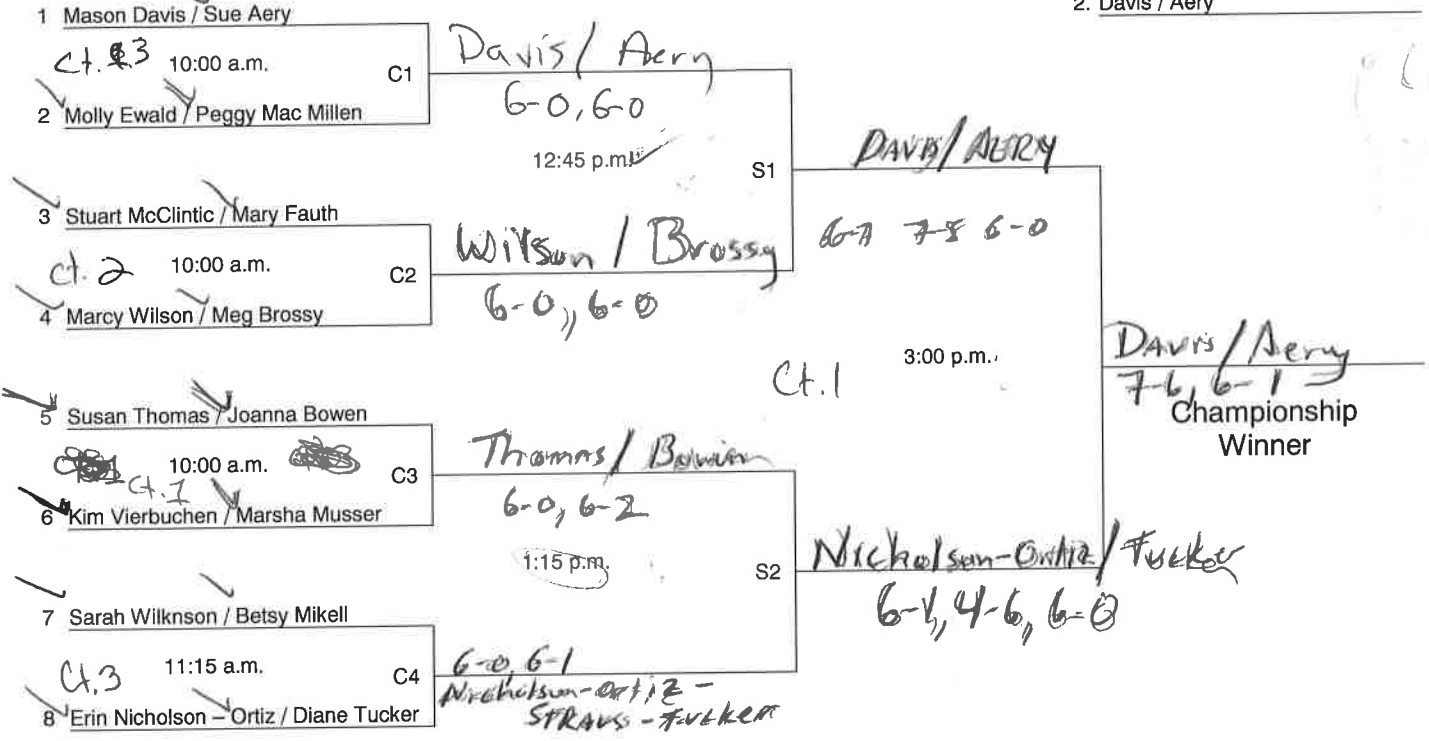 1 Mason Davis / Sue Aery
2. Davis / Aery
Ct. 3 10:00 a.m. C1
Davis / Aery
6-0, 6-0
2 Molly Ewald / Peggy Mac Millen
12:45 p.m. S1
DAVIS / AERY
3 Stuart McClintic / Mary Fauth
Ct. 2 10:00 a.m. C2
Wilson / Brossy
6-0, 6-0
6-0
4 Marcy Wilson / Meg Brossy
Ct. 1 3:00 p.m.
Davis / Aery
7-6, 6-1
Championship
Winner
5 Susan Thomas / Joanna Bowen
10:00 a.m. C3
Ct. 1
Thomas /
6-0, 6-2
6 Kim Vierbuchen / Marsha Musser
1:15 p.m. S2
Nicholson-Ortiz / Tucker
4-6, 6-0
7 Sarah Wilknson / Betsy Mikell
Ct. 3 11:15 a.m. C4
6-0, 6-1
Nicholson-Ortiz -
STRAUS - Tucker
8 Erin Nicholson – Ortiz / Diane Tucker